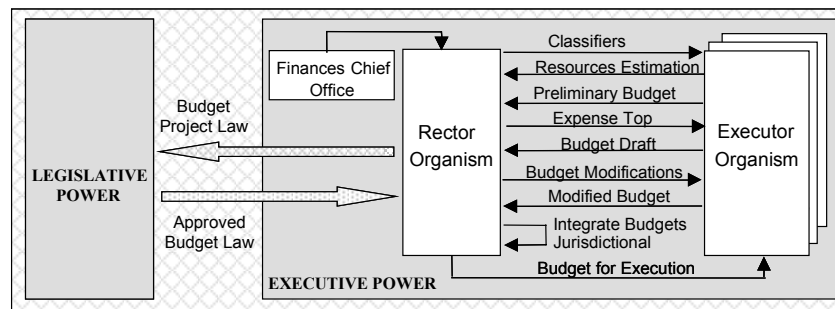 LEGISLATIVE
POWER
Budget
Project Law
Approved
Budget Law
Finances Chief
Office
Rector
Organism
Classifiers
Resources Estimation
Preliminary Budget
Expense Top
Budget Draft
Budget Modifications
Modified Budget
Integrate Budgets
Jurisdictional
Budget for Execution
Executor
Organism
EXECUTIVE POWER